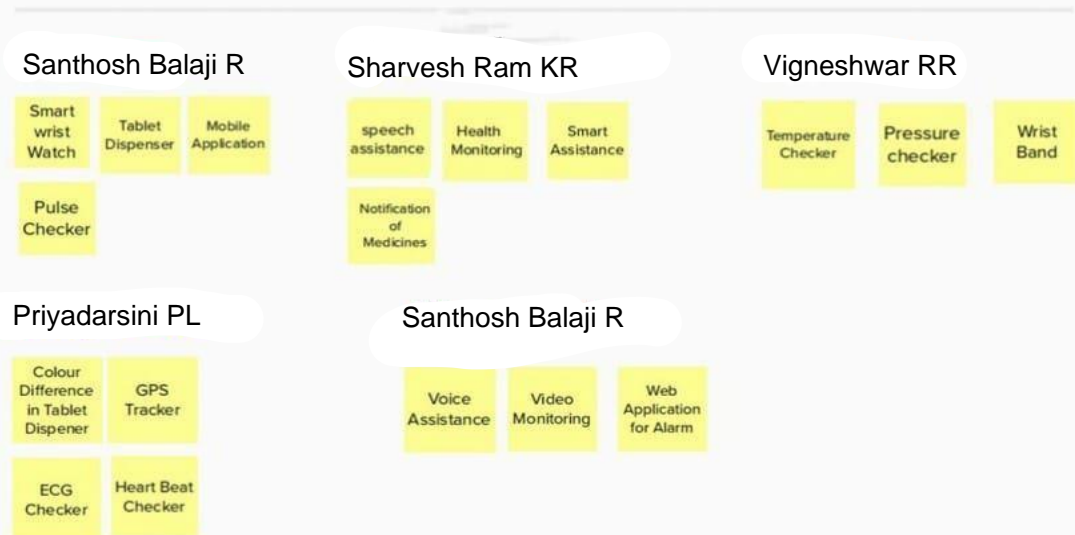 Santhosh Balaji R
Smart
wrist
Watch
Tablet
Dispenser
Mobile
Application
Pulse
Checker
Sharvesh Ram KR
speech
assistance
Health
Monitoring
Smart
Assistance
Notification
of
Medicines
Vigneshwar RR
Temperature
Checker
Pressure
checker
Wrist
Band
Priyadarsini PL
Colour
Difference
in Tablet
Dispener
GPS
Tracker
ECG
Checker
Heart Beat
Checker
Santhosh Balaji R
Voice
Assistance
Video
Monitoring
Web
Application
for Alarm